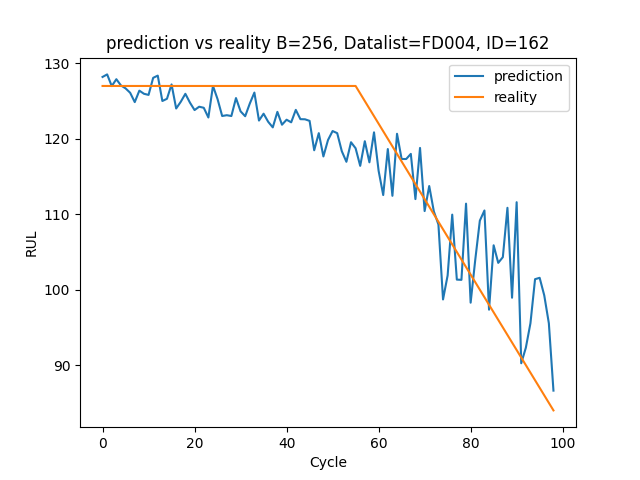 prediction vs reality B=256, Datalist=FD004, ID=162
prediction
reality
130
120
110
100
90
RUL
0 20 40 60 80 100
Cycle